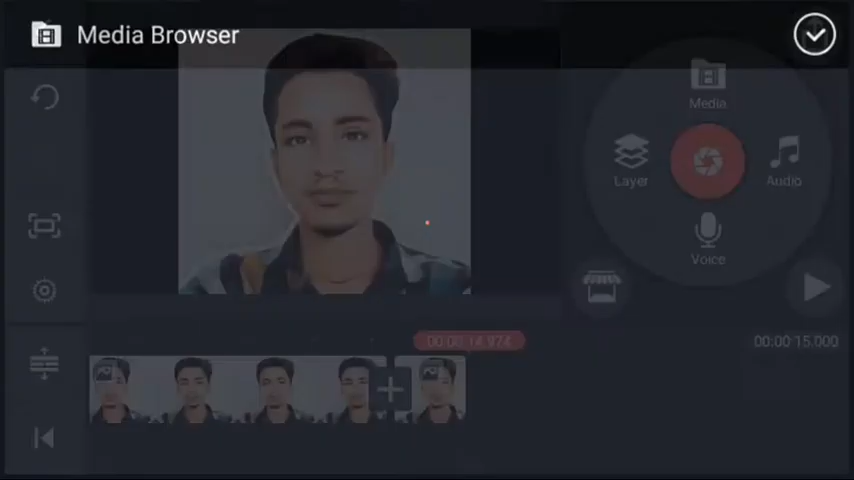 Media Browser
Media
Layer
Audio
Voice
00:00:14.974
00:00:15.000